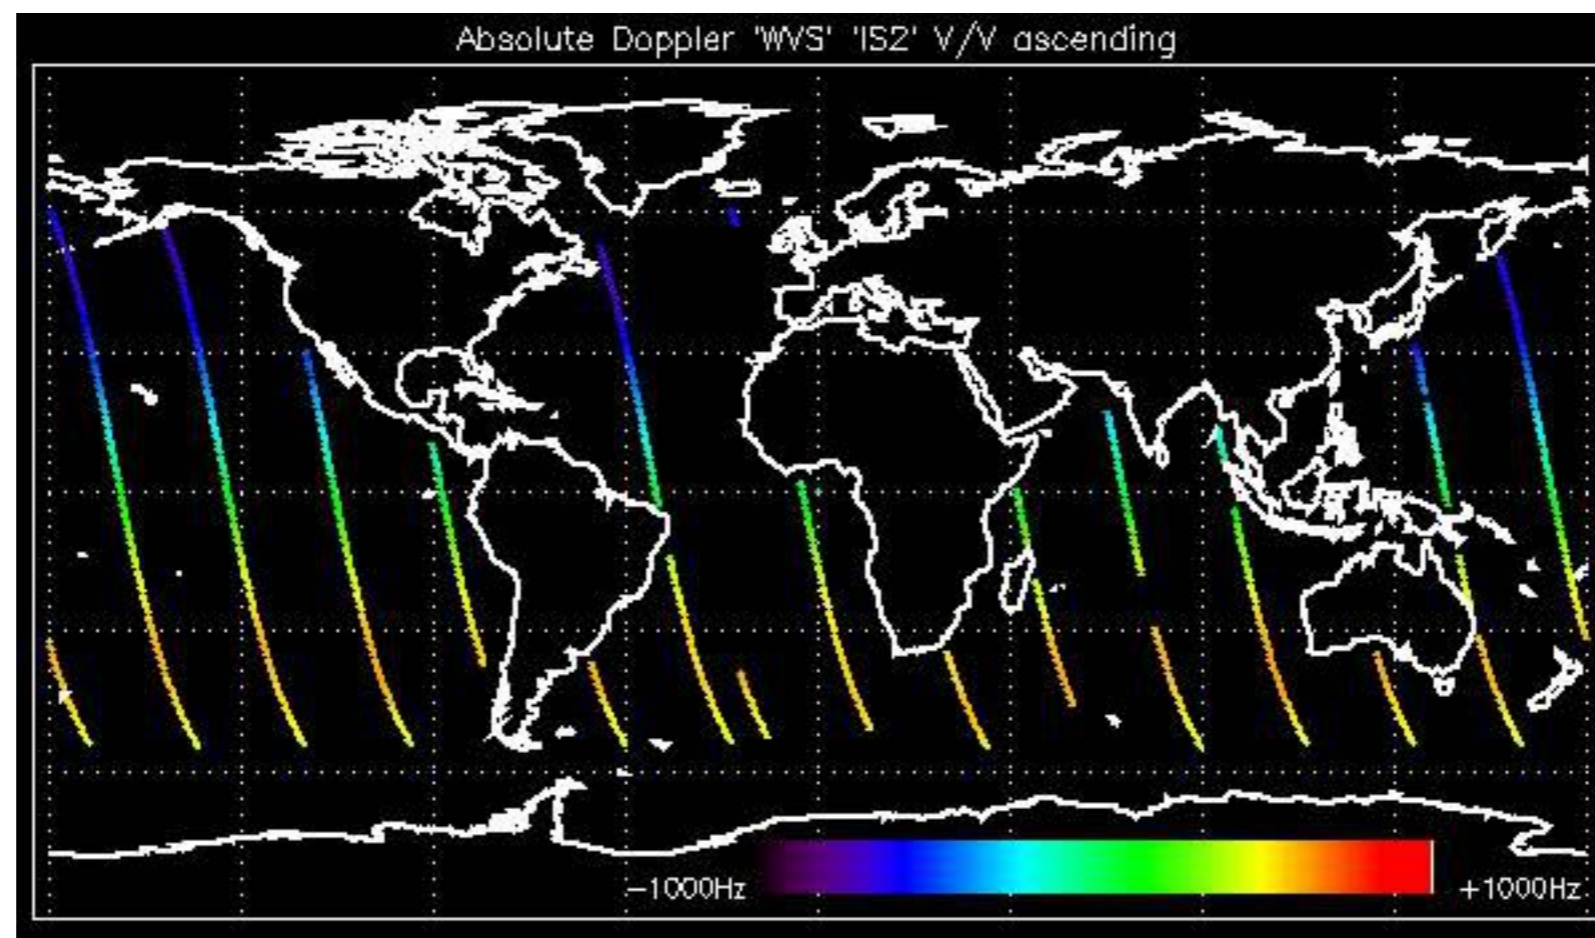 Absolute Doppler 'WVS' 'IS2' V/V ascending
−1000Hz
+1000Hz